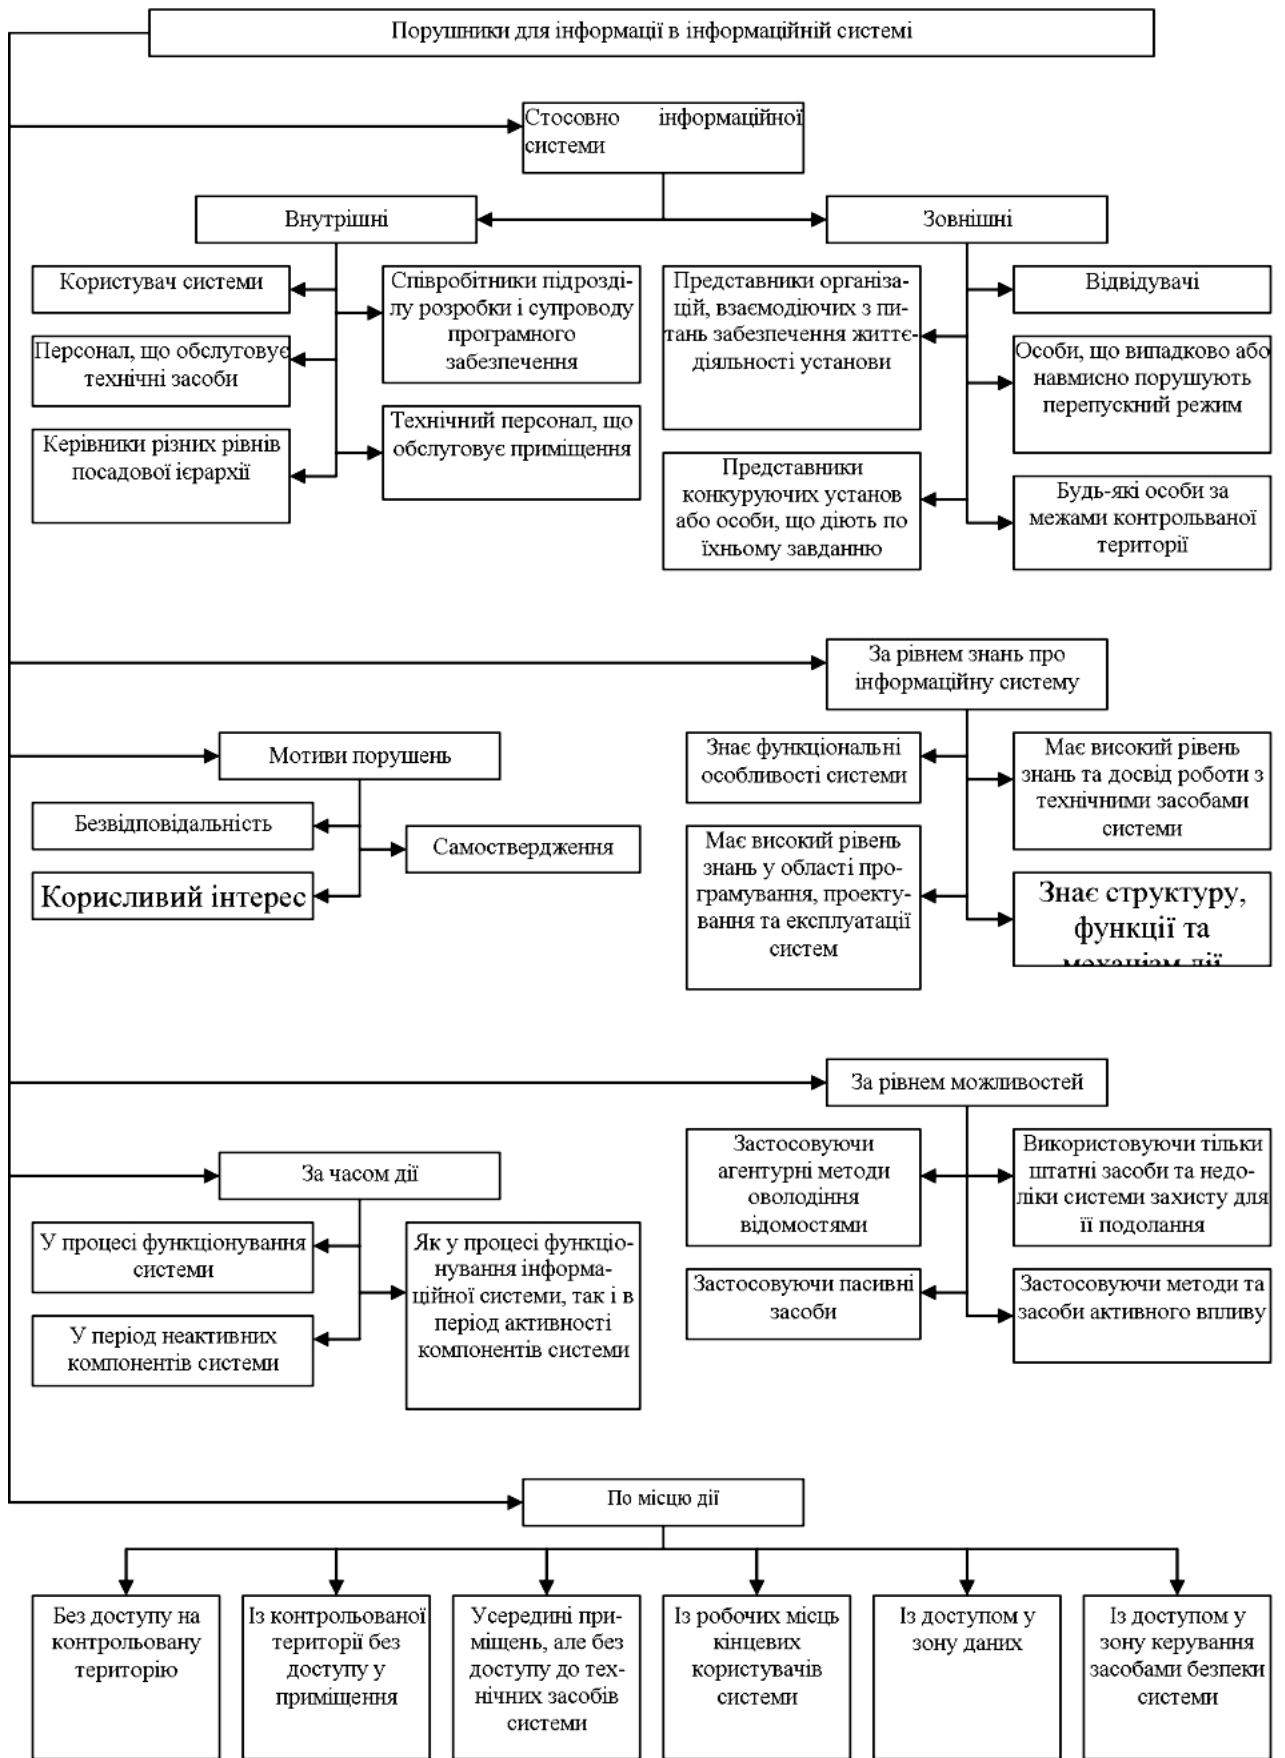 Порушники для інформації в інформаційній системі
Стосовно інформаційної
системи
Внутрішні
Зовнішні
Користувач системи
Співробітники підрозді-
лу розробки і супроводу
програмного
забезпечення
Персонал, що обслуговує
технічні засоби
Технічний персонал, що
обслуговує приміщення
Керівники різних рівнів
посадової ієрархії
Представники організа-
цій, взаємодіючих з пи-
тань забезпечення життє-
діяльності установи
Відвідувачі
Особи, що випадково або
навмисно порушують
перепускний режим
Представники
конкуруючих установ
або особи, що діють по
їхньому завданню
Будь-які особи за
межами контрольваної
території
За рівнем знань про
інформаційну систему
Мотиви порушень
Безвідповідальність
Самоствердження
Корисливий інтерес
Знає функціональні
особливості системи
Має високий рівень
знань та досвід роботи з
технічними засобами
системи
Має високий рівень
знань у області про-
грамування, проекту-
вання та експлуатації
систем
Знає структуру,
функції та
механізм дії
За рівнем можливостей
За часом дії
У процесі функціонування
системи
Як у процесі функціо-
нування інформа-
ційної системи, так і в
період активності
компонентів системи
У період неактивних
компонентів системи
Застосовуючи
агентурні методи
оволодіння
відомостями
Використовуючи тільки
штатні засоби та недо-
ліки системи захисту для
її подолання
Застосовуючи пасивні
засоби
Застосовуючи методи та
засоби активного впливу
По місцю дії
Без доступу на
контрольовану
територію
Із контрольованої
території без
доступу у
приміщення
Усередині при-
міщень, але без
доступу до тех-
нічних засобів
системи
Із робочих місць
кінцевих
користувачів
системи
Із доступом у
зону даних
Із доступом у
зону керування
засобами безпеки
системи